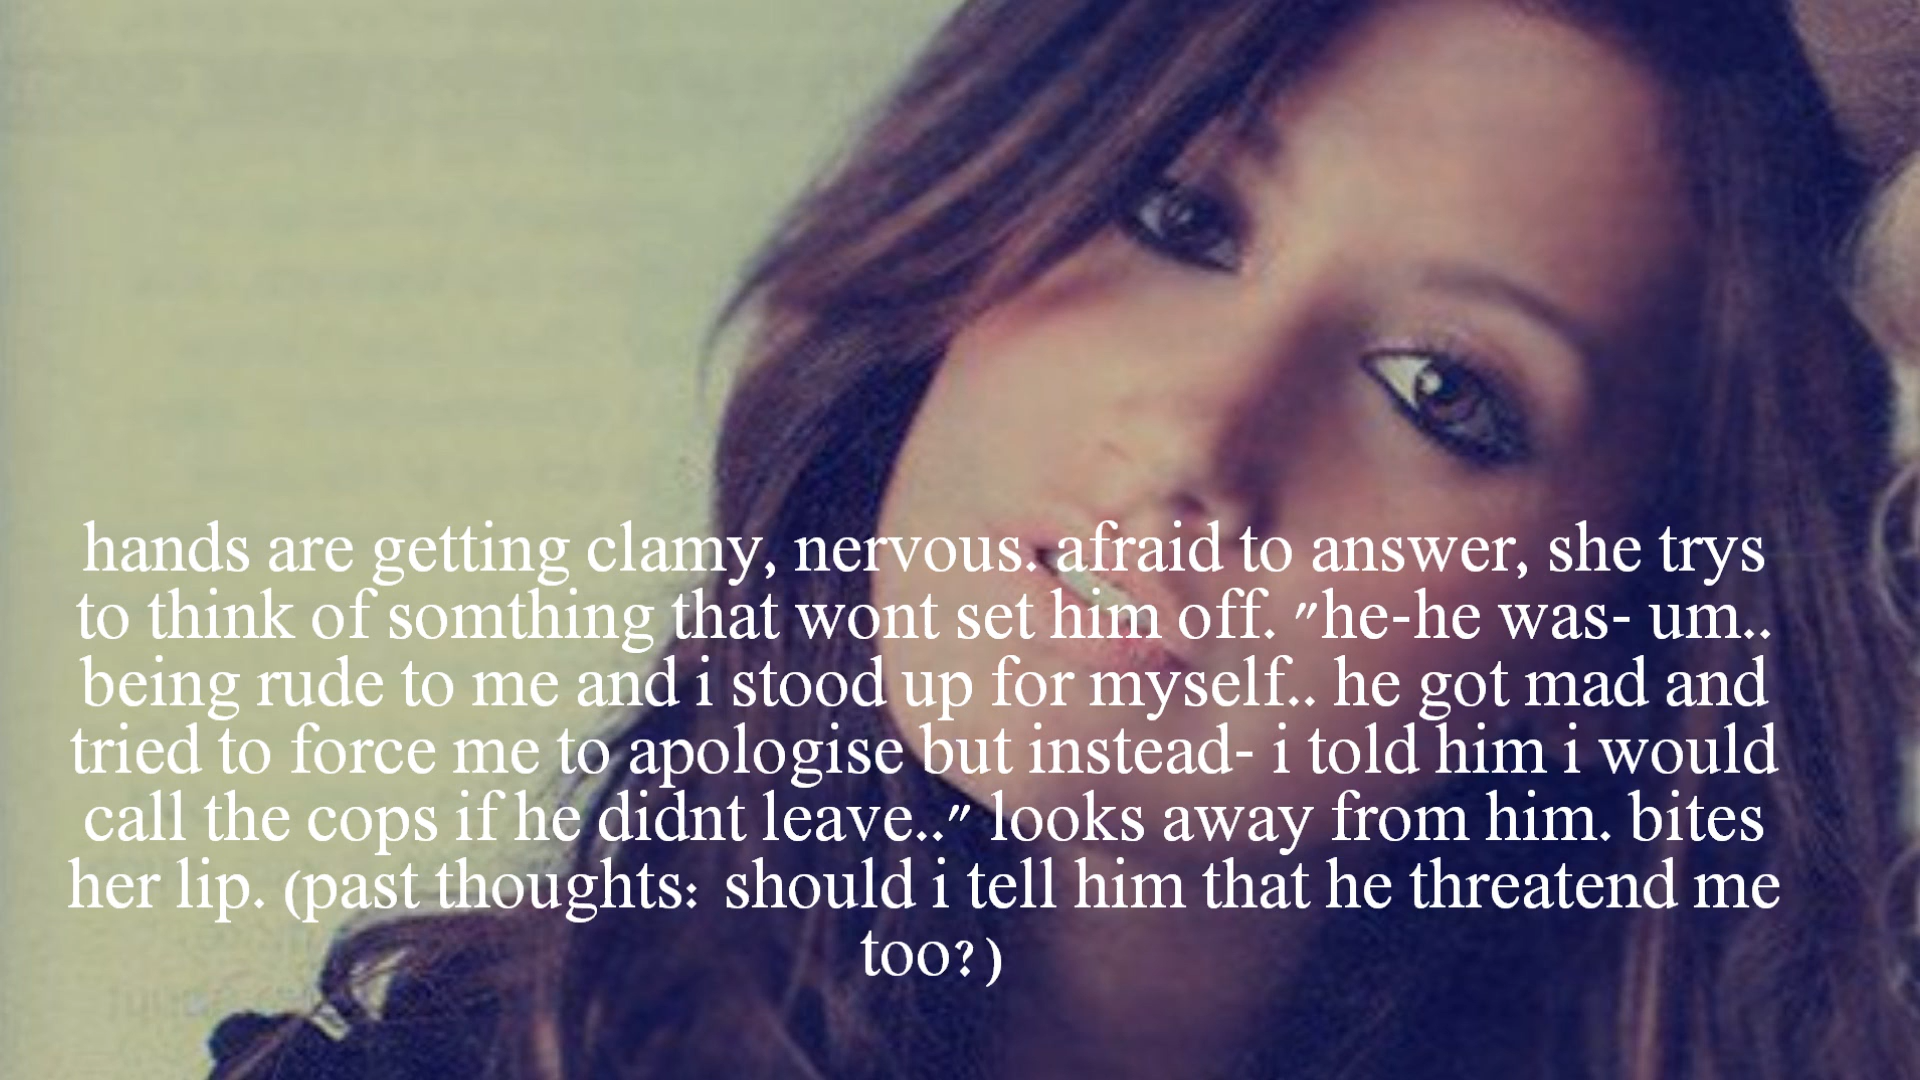 hands are getting clamy, nervous. afraid to answer, she trys
to think of somthing that wont set him off. "he-he was- um..
being rude to me and i stood up for myself.. he got mad and
tried to force me to apologise but instead- i told him i would
call the cops if he didnt leave.." looks away from him. bites
her lip. (past thoughts: should i tell him that he threatend me
too?)